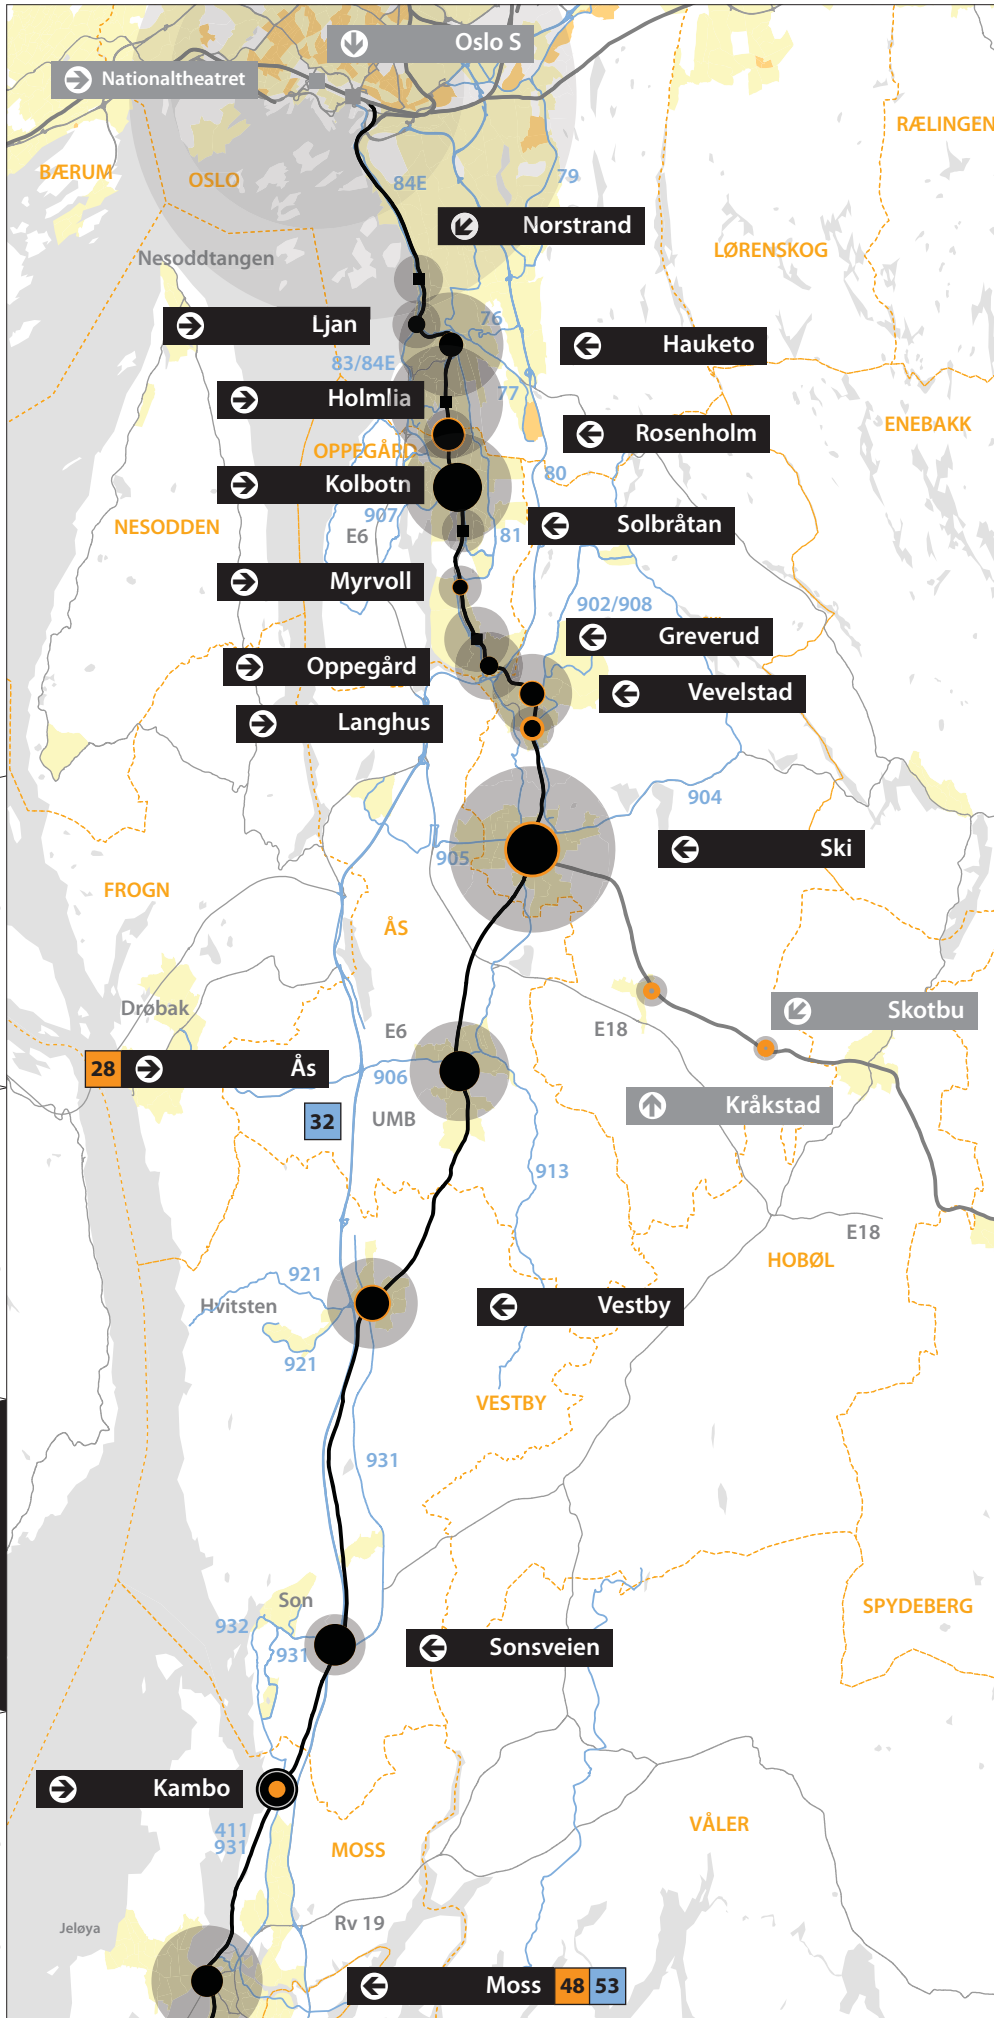 Oslo S
Nationaltheatret
RÆLINGEN
BÆRUM
OSLO
84E
79
Norstrand
LØRENSKOG
Nesoddtangen
Ljan
76
Hauketo
83/84E
77
Holmlia
ENEBAKK
Rosenholm
OPPEGÅRD
80
Kolbotn
907
NESODDEN
E6
81
Solbråtan
Myrvoll
902/908
Greverud
Oppegård
Vevelstad
Langhus
904
905
Ski
FROGN
ÅS
Drøbak
Skotbu
E18
E6
28
Ås
906
32
UMB
Kråkstad
913
E18
HOBØL
921
Hvitsten
Vestby
921
VESTBY
931
Son
932
931
Sonsveien
SPYDEBERG
Kambo
411
931
MOSS
VÅLER
Jeløya
Rv 19
Moss 48 53